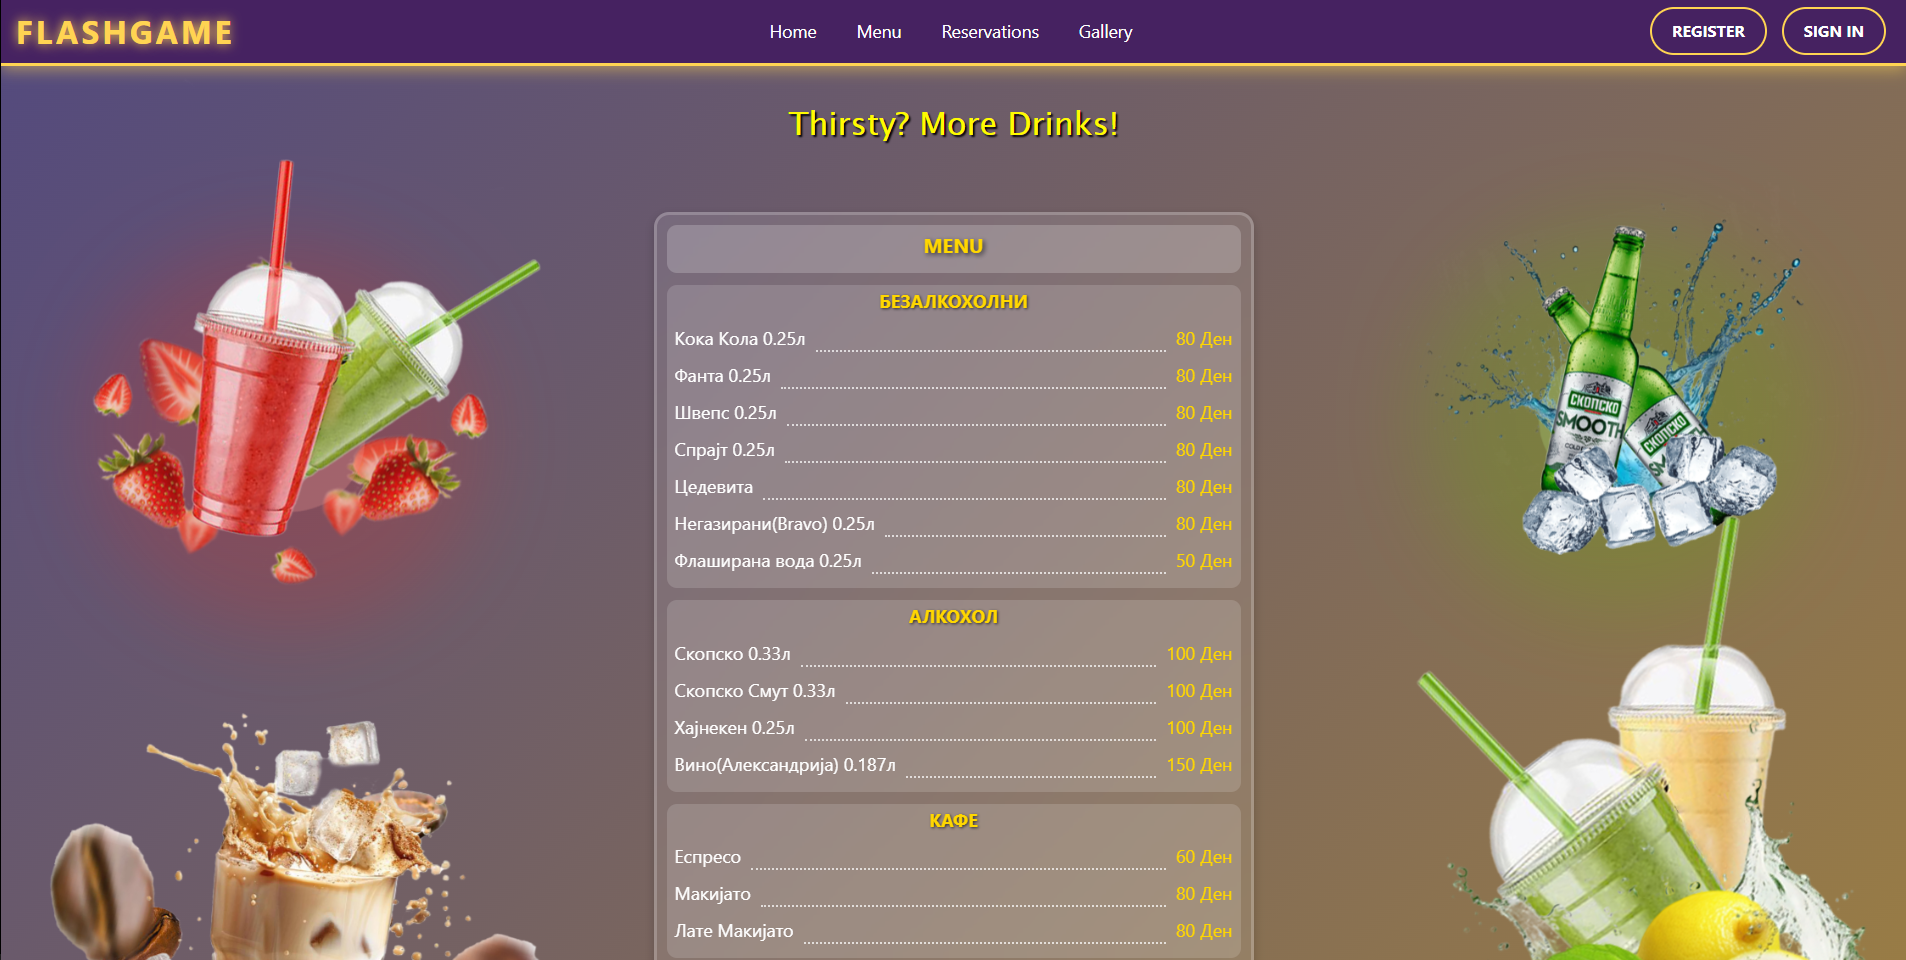 FLASHGAME
Home
Menu
Reservations
Gallery
REGISTER
SIGN IN
Thirsty? More Drinks!
MENU
БЕЗАЛКОХОЛНИ
Кока Кола 0.25л 80 Ден
Фанта 0.25л 80 Ден
Швепс 0.25л 80 Ден
Спрајт 0.25л 80 Ден
Цедевита 80 Ден
Негазирани(Bravo) 0.25л 80 Ден
Флаширана вода 0.25л 50 Ден
АЛКОХОЛ
Скопско 0.33л 100 Ден
Скопско Смут 0.33л 100 Ден
Хајнекен 0.25л 100 Ден
Вино(Александрија) 0.187л 150 Ден
КАФЕ
Еспресо 60 Ден
Макијато 80 Ден
Лате Макијато 80 Ден
СКОПСКО
SMOOTH
СКОПСКО